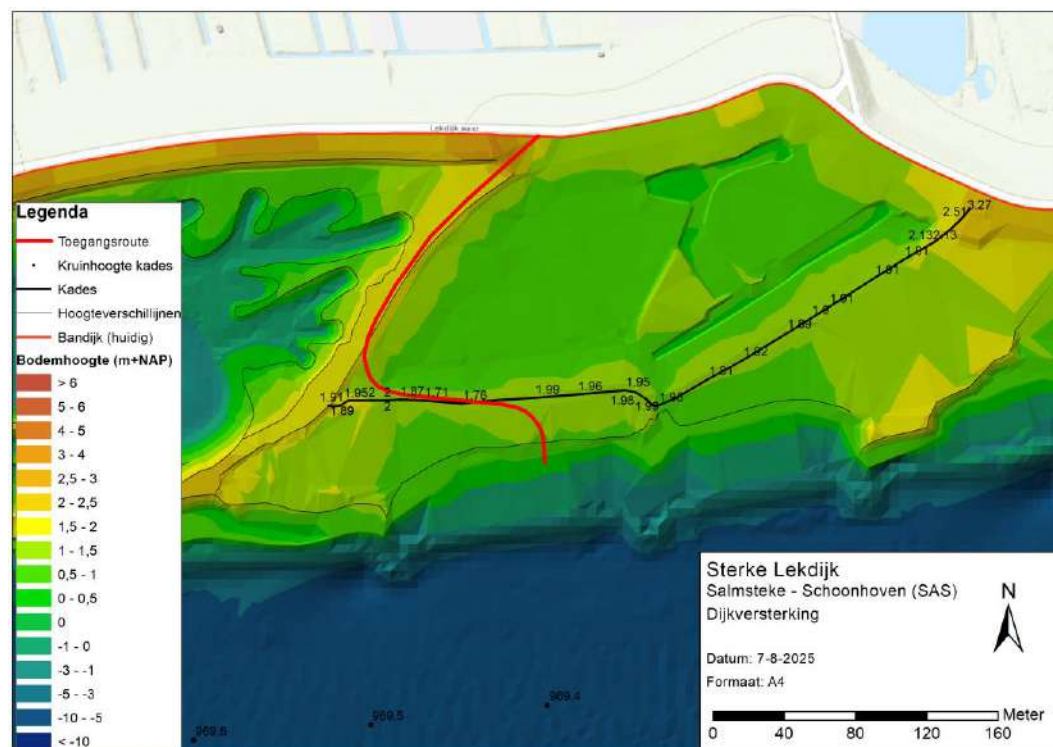 Lekdijk west
3.27
2.51
2.132.13
1.81
1.91
1.91
1.9
1.89
1.92
1.91
1.95
1.96
1.99
1.98
1.98
1.99
1.76
1.871.71
2
2
1.952
1.91
1.89
Legenda
Toegangsroute
Kruinhoogte kades
Kades
Hoogteverschillijnen
Bandijk (huidig)
Bodemhoogte (m+NAP)
> 6
5 - 6
4 - 5
3 - 4
2,5 - 3
2 - 2,5
1,5 - 2
1 - 1,5
0,5 - 1
0 - 0,5
0
-1 - 0
-3 - -1
-5 - -3
-10 - -5
< -10
969.6
969.5
969.4
Sterke Lekdijk
Salmsteke - Schoonhoven (SAS)
Dijkversterking
N
Datum: 7-8-2025
Formaat: A4
Meter
0 40 80 120 160